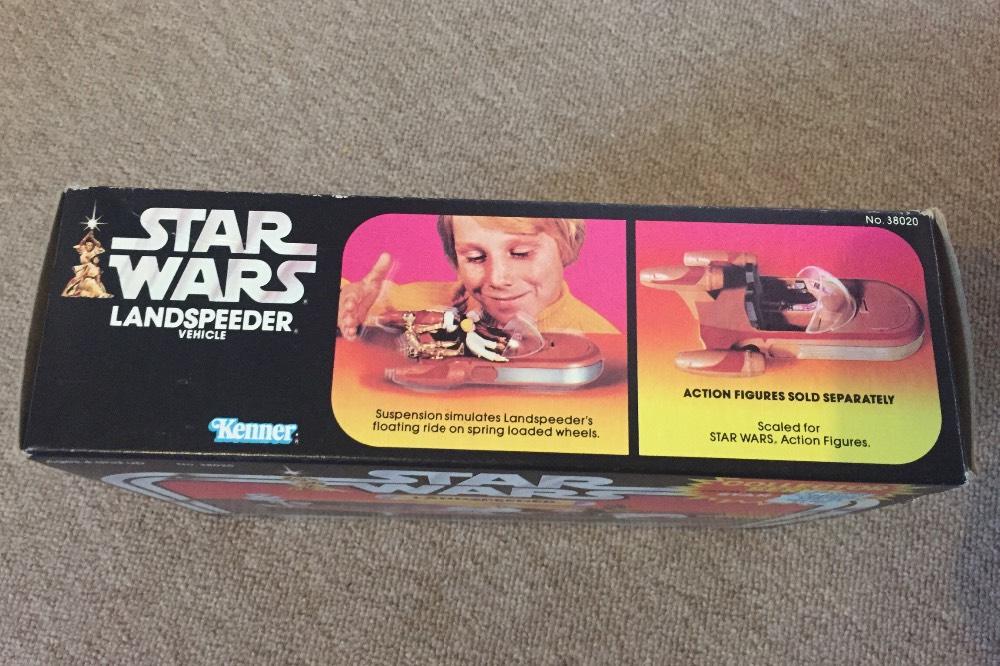 STAR
WARS
LANDSPEEDER
VEHICLE
Kenner
Suspension simulates Landspeeder's
floating ride on spring loaded wheels.
No. 38020
ACTION FIGURES SOLD SEPARATELY
Scaled for
STAR WARS, Action Figures.
STAR
WARS